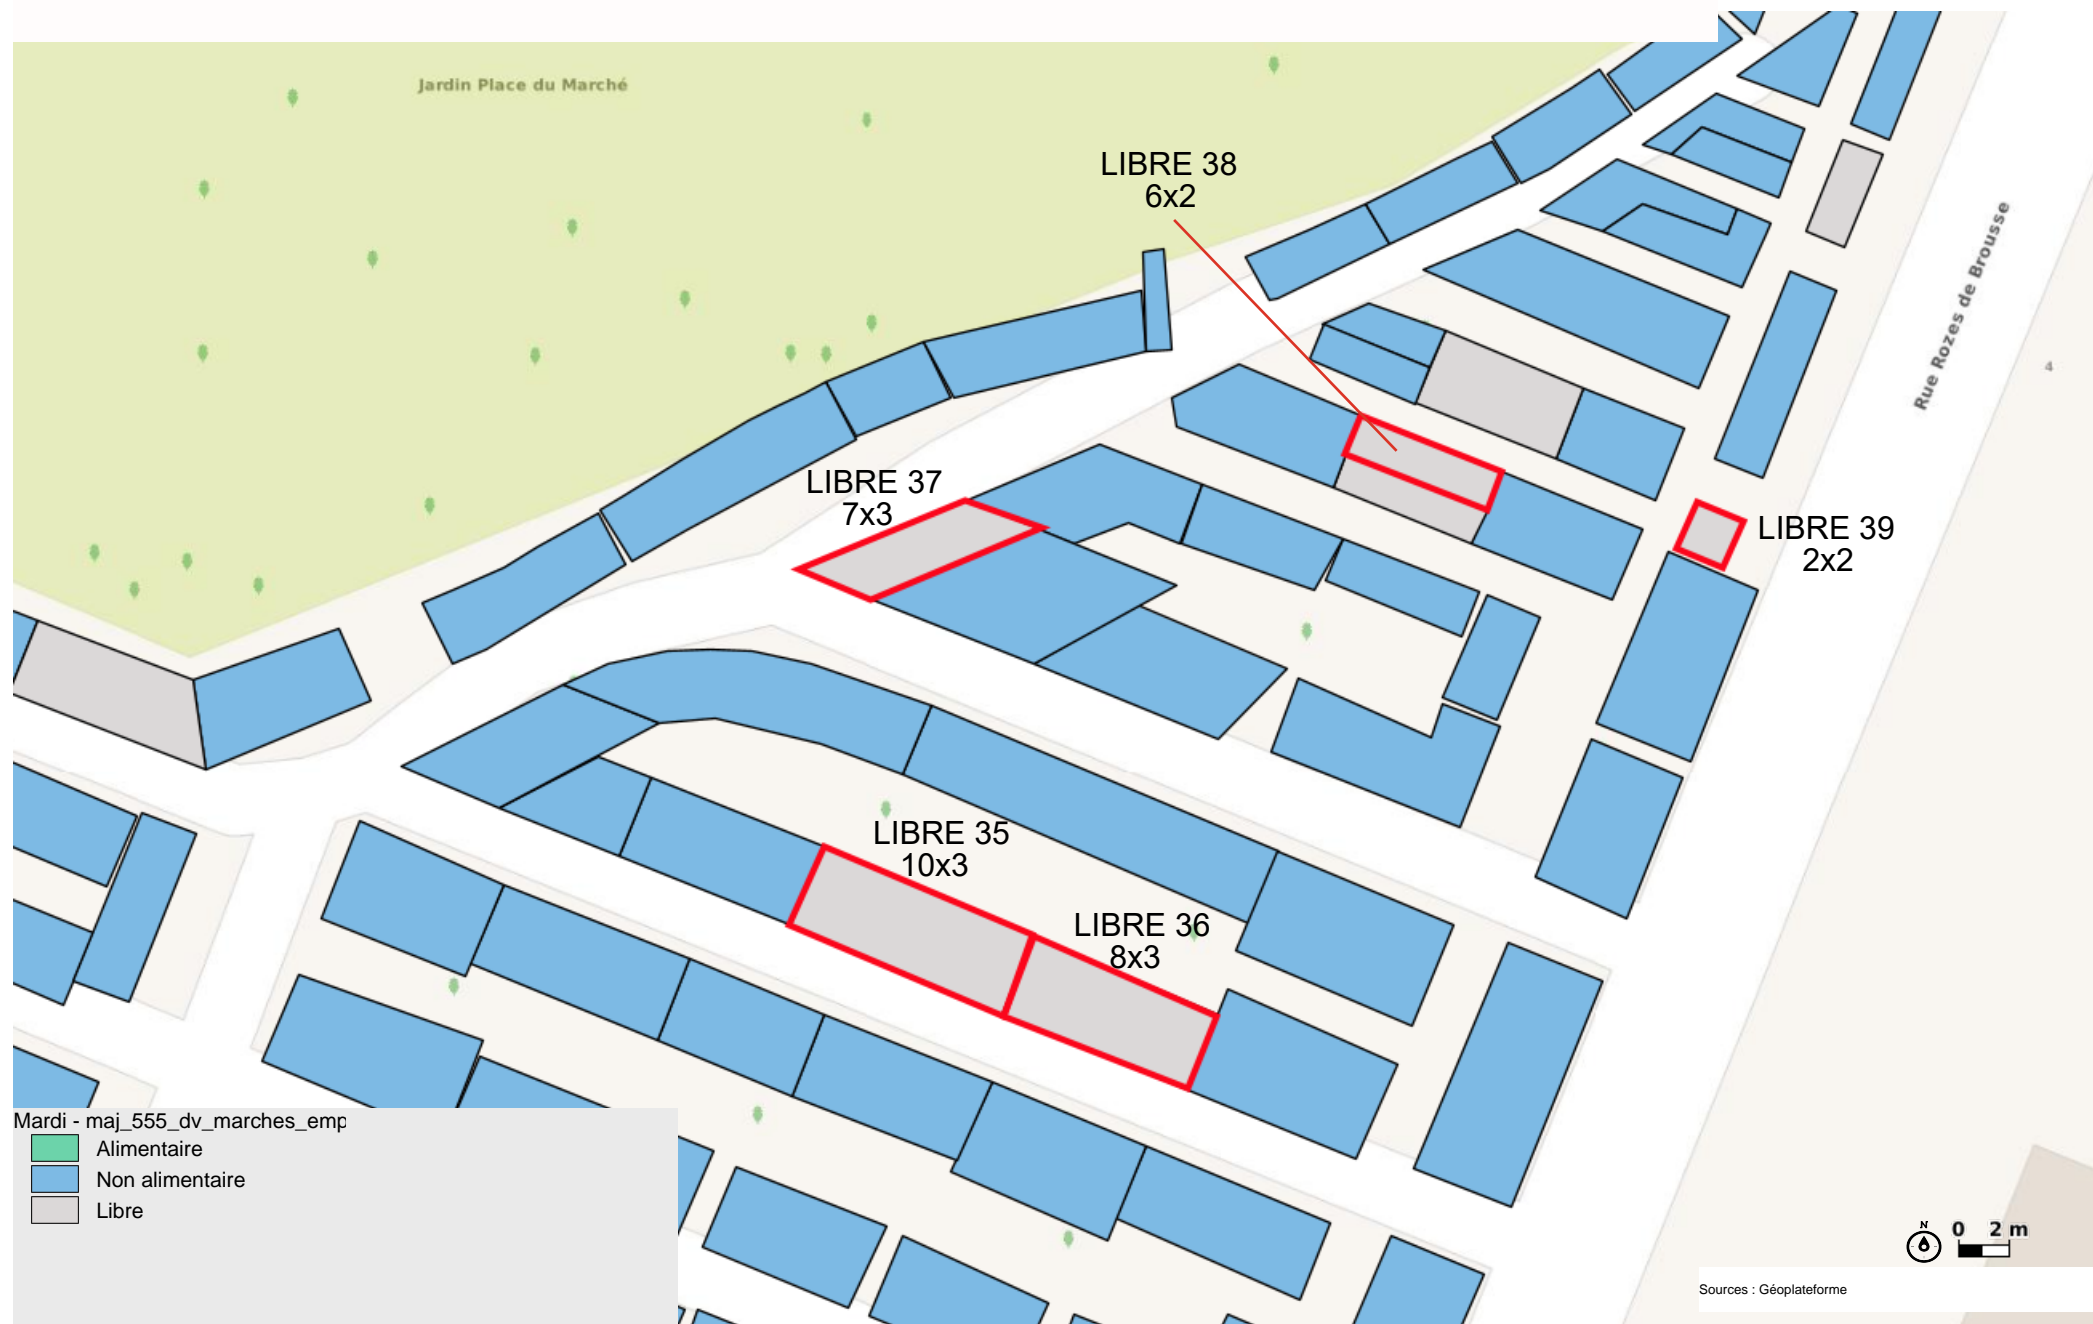 Jardin Place du Marché
LIBRE 38
6x2
Rue Rozes de Brousse
4
LIBRE 37
7x3
LIBRE 39
2x2
LIBRE 35
10x3
LIBRE 36
8x3
Mardi - maj_555_dv_marches_emp
Alimentaire
Non alimentaire
Libre
N
0 2 m
Sources : Géoplateforme